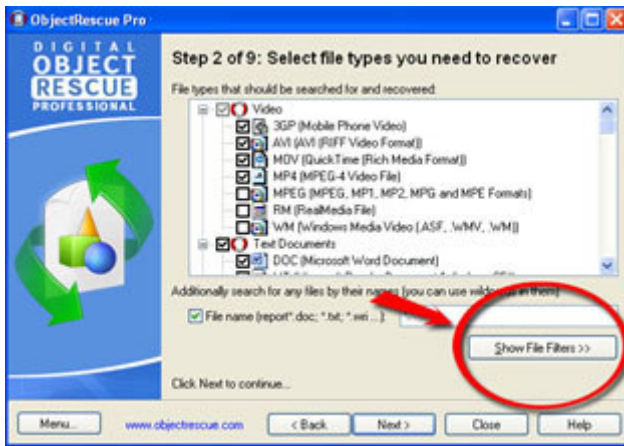 ObjectRescue Pro
DIGITAL
OBJECT
RESCUE
PROFESSIONAL
Step 2 of 9: Select file types you need to recover
File types that should be searched for and recovered:
Video
3GP (Mobile Phone Video)
AVI (AVI (RIFF Video Format))
MOV (QuickTime (Rich Media Format))
MP4 (MPEG-4 Video File)
MPEG (MPEG, MP1, MP2, MPG and MPE Formats)
RM (RealMedia File)
WM (Windows Media Video (.ASF, .WMV, .WM))
Text Documents
DOC (Microsoft Word Document)
Additionally search for any files by their names (you can use wildcards in them)
File name (report*.doc; *.txt; *.wei ...):
Show File Filters >>
Click Next to continue...
Menu... www.objectrescue.com < Back Next > Close Help